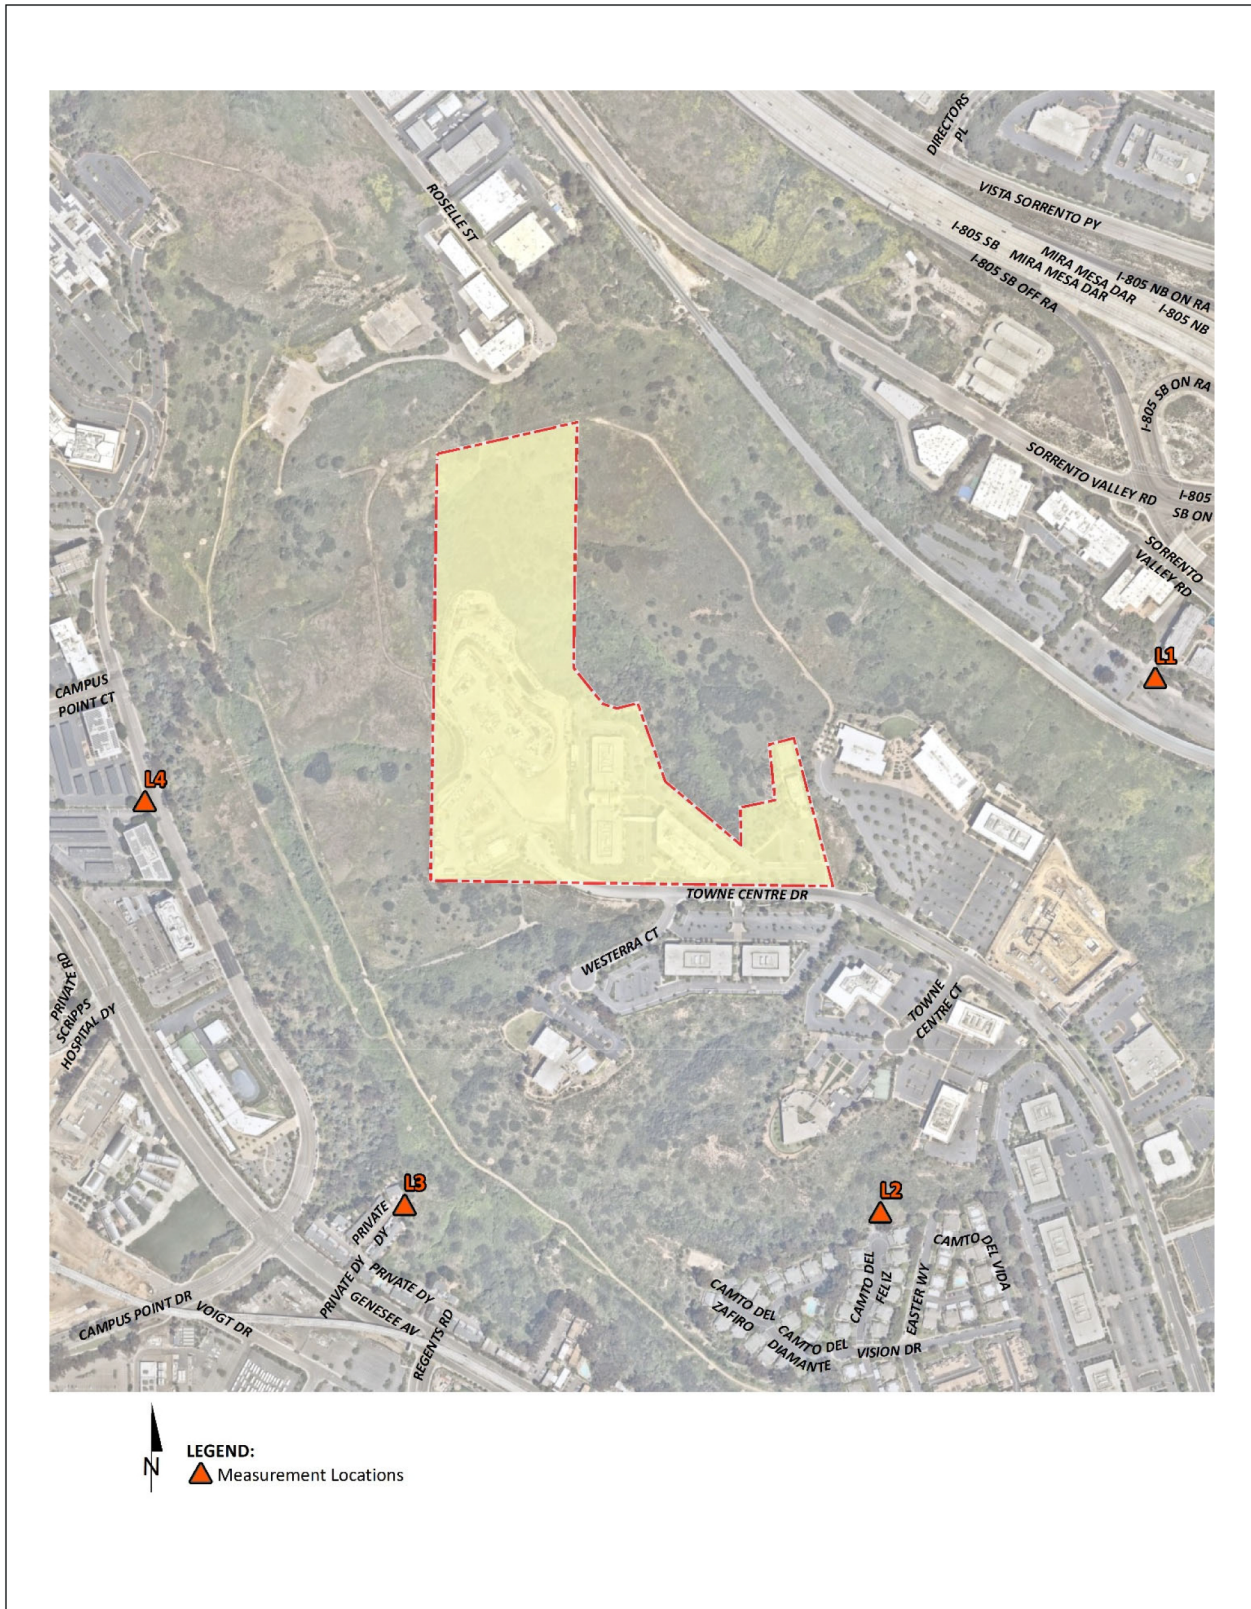 DIRECTORS
PL
VISTA SORRENTO PY
ROSELLE ST
I-805 SB
MIRA MESA DAR
MIRA MESA DAR
I-805 NB ON RA
I-805 NB
I-805 SB OFF RA
I-805 SB ON RA
SORRENTO VALLEY RD
I-805
SB ON
SORRENTO
VALLEY RD
L1
CAMPUS
POINT CT
L4
TOWNE CENTRE DR
WESTERRA CT
TOWNE
CENTRE CT
PRIVATE RD
SCRIPPS
HOSPITAL DY
L3
L2
PRIVATE
DY
PRIVATE DY
PRIVATE DY
GENESEE AV
REGENTS RD
CAMPUS POINT DR
VOIGT DR
CAMTO DEL
ZAFIRO
CAMTO DEL
DIAMANTE
CAMTO DEL
FELIZ
EASTER WY
CAMTO
DEL VIDA
VISION DR
N
LEGEND:
Measurement Locations